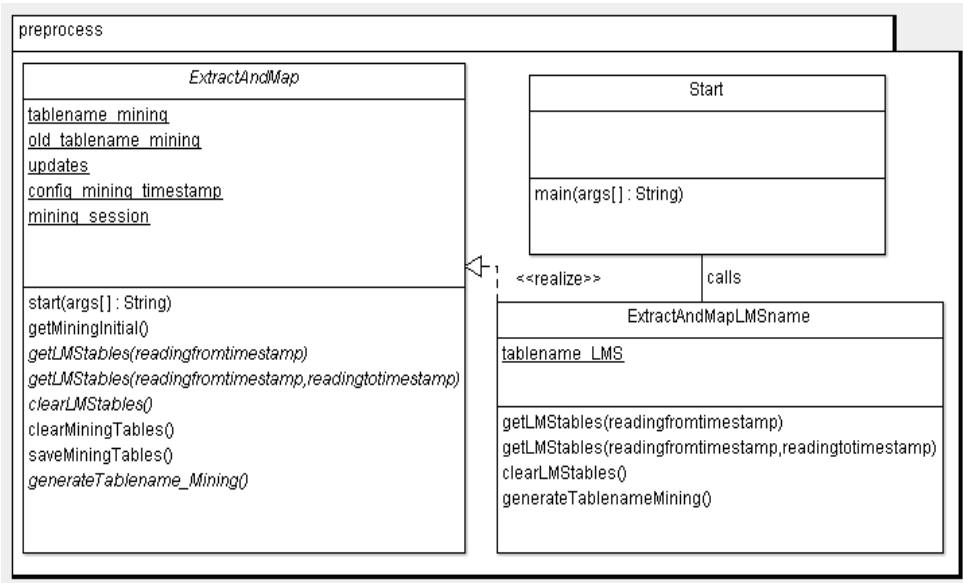 preprocess
ExtractAndMap
tablename_mining
old_tablename_mining
updates
config_mining_timestamp
mining_session
start(args[] : String)
getMiningInitial()
getLMStables(readingfromtimestamp)
getLMStables(readingfromtimestamp,readingtotimestamp)
clearLMStables()
clearMiningTables()
saveMiningTables()
generateTablename_Mining()
Start
main(args[] : String)
<<realize>>
calls
ExtractAndMapLMSname
tablename_LMS
getLMStables(readingfromtimestamp)
getLMStables(readingfromtimestamp,readingtotimestamp)
clearLMStables()
generateTablenameMining()